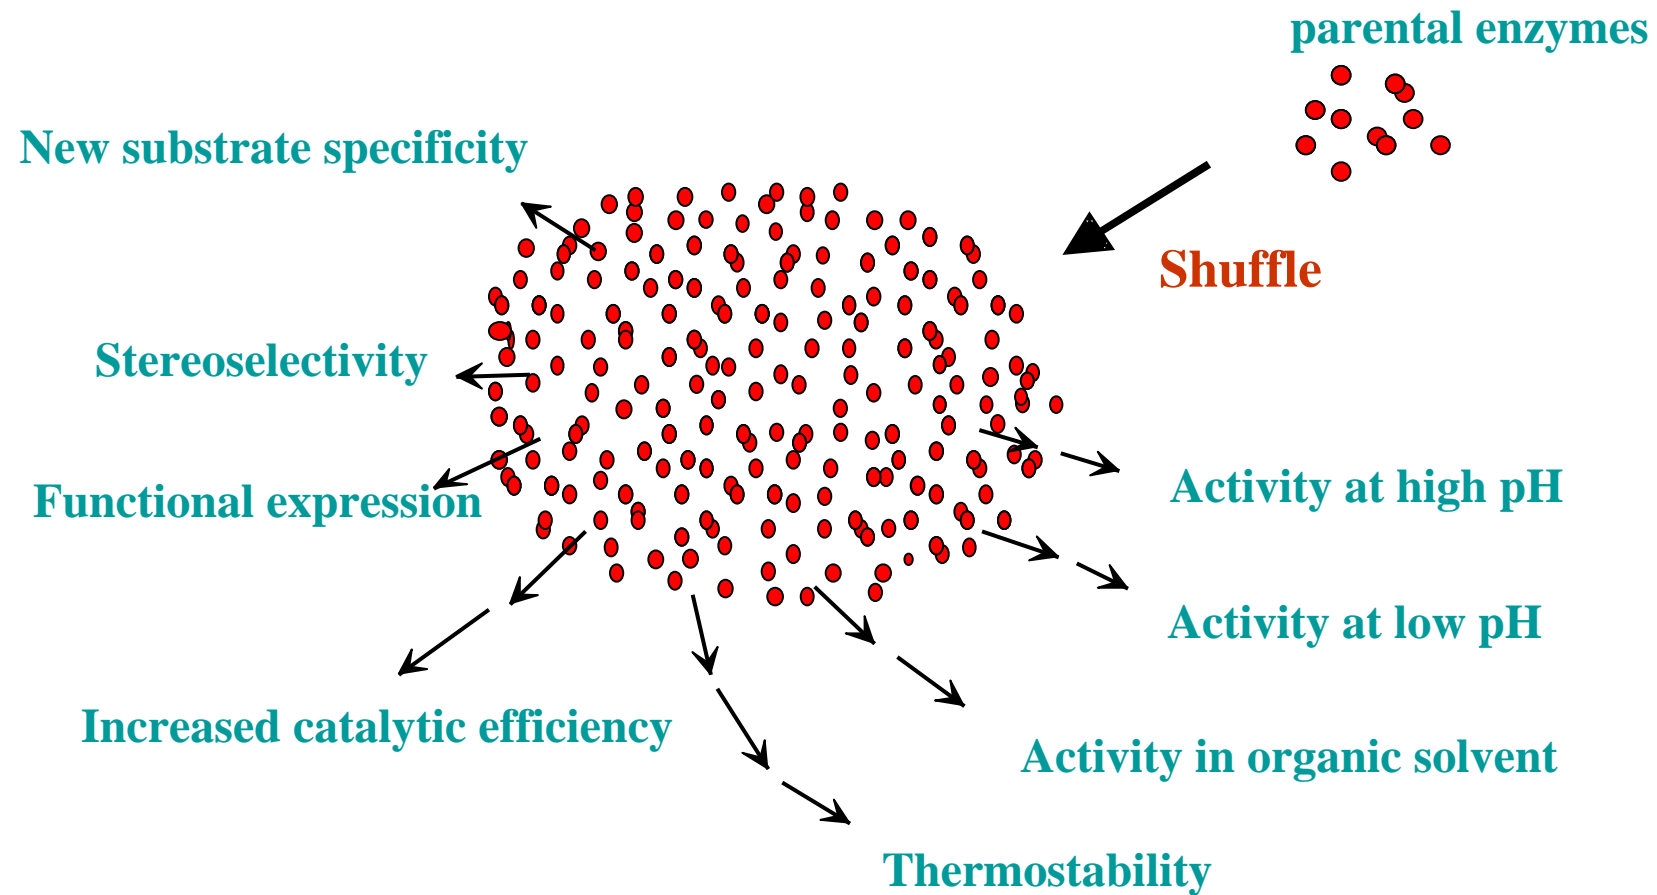 parental enzymes
New substrate specificity
Shuffle
Stereoselectivity
Functional expression
Activity at high pH
Activity at low pH
Increased catalytic efficiency
Activity in organic solvent
Thermostability